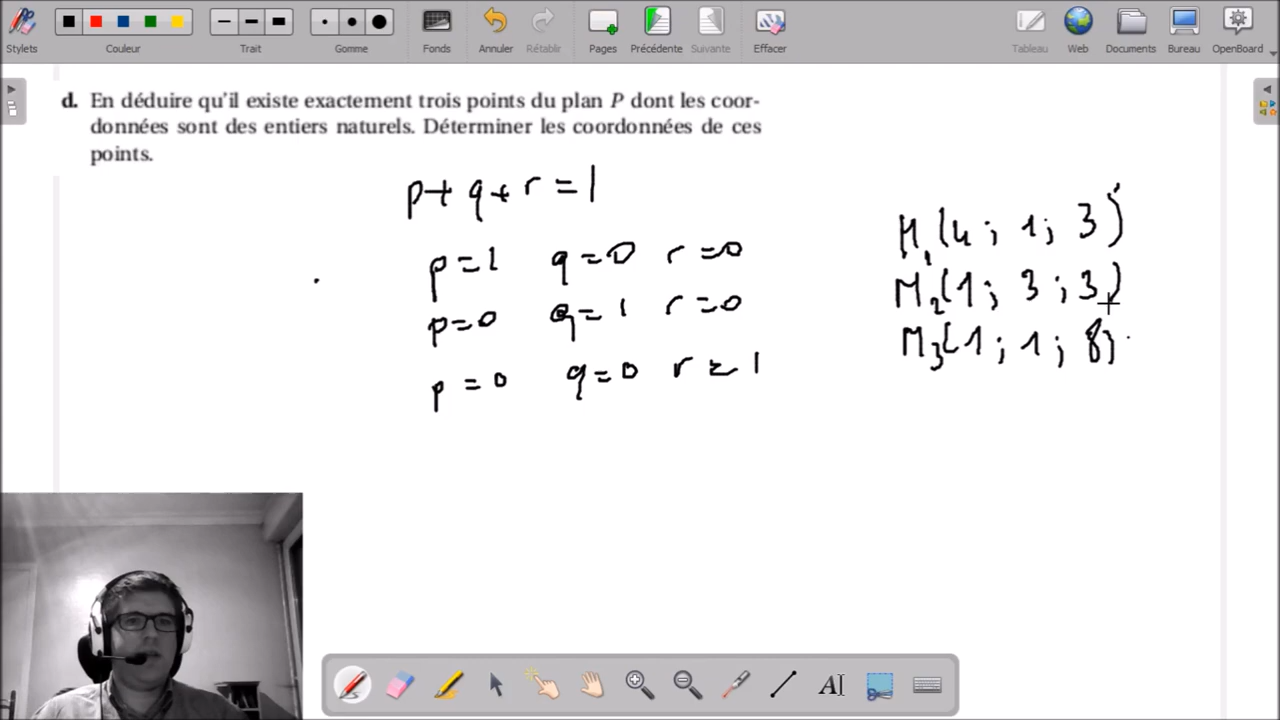 Stylets
Couleur
Trait
Gomme
Fonds
Annuler
Rétablir
Pages
Précédente
Suivante
Effacer
Tableau
Web
Documents
Bureau
OpenBoard
d. En déduire qu'il existe exactement trois points du plan P dont les coor-
données sont des entiers naturels. Déterminer les coordonnées de ces
points.
p + q + r = 1
p = 1 q = 0 r = 0
p = 0 q = 1 r = 0
p = 0 q = 0 r = 1
M₁(4 ; 1 ; 3)
M₂(1 ; 3 ; 3)
M₃(1 ; 1 ; 8)
AI